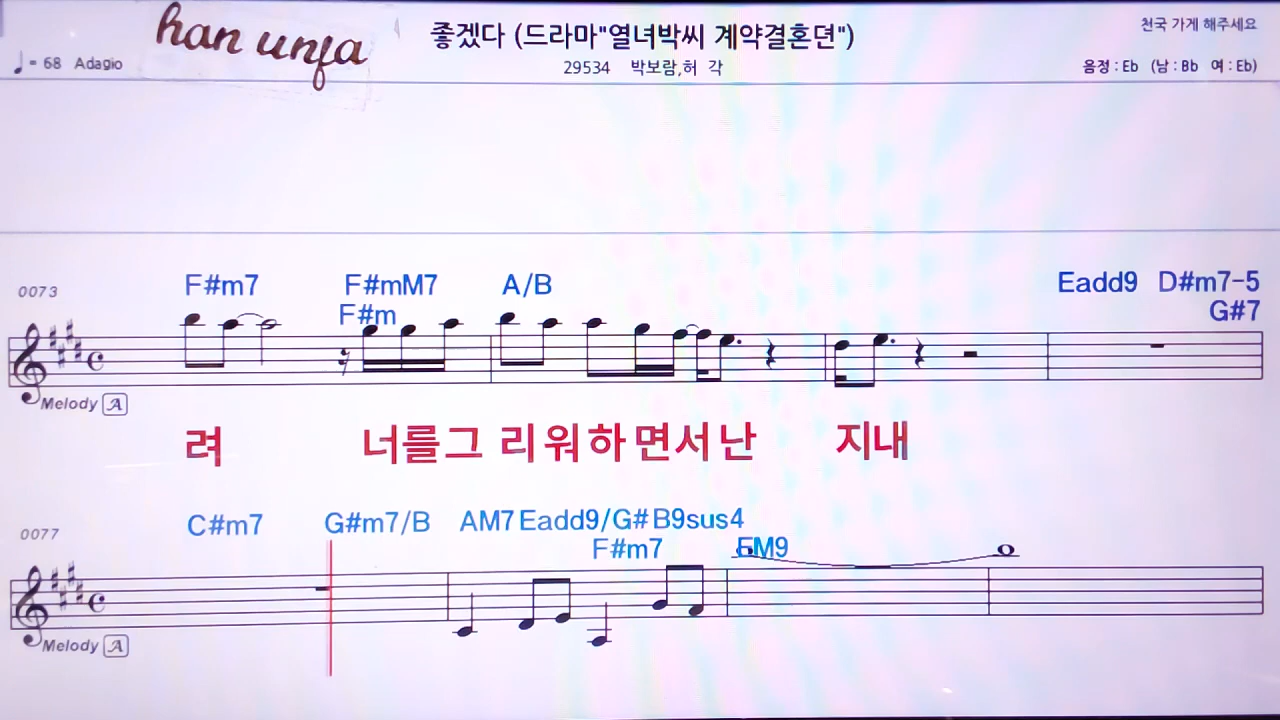 han unfa
좋겠다 (드라마"열녀박씨 계약결혼뎐")
천국 가게 해주세요
♩= 68 Adagio
29534 박보람,허 각
음정 : Eb (남 : Bb 여 : Eb)
0073
F#m7 F#mM7 A/B Eadd9 D#m7-5
F#m G#7
Melody A
려 너를그 리워하면서난 지내
0077
C#m7 G#m7/B AM7 Eadd9/G# B9sus4
F#m7 EM9
Melody A